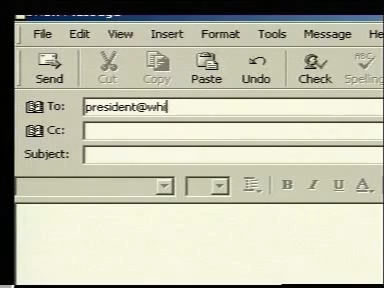 File Edit View Insert Format Tools Message He
Send Cut Copy Paste Undo Check Spelling
To: president@whi
Cc:
Subject:
B I U A